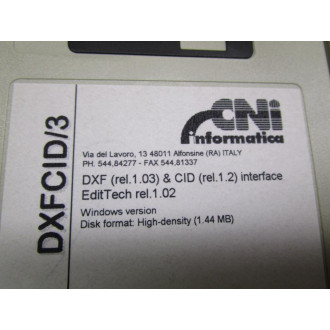 DXFCID/3
CNi
informatica
Via del Lavoro, 13 48011 Alfonsine (RA) ITALY
PH. 544,84277 - FAX 544,81337
DXF (rel.1.03) & CID (rel.1.2) interface
EditTech rel.1.02
Windows version
Disk format: High-density (1.44 MB)